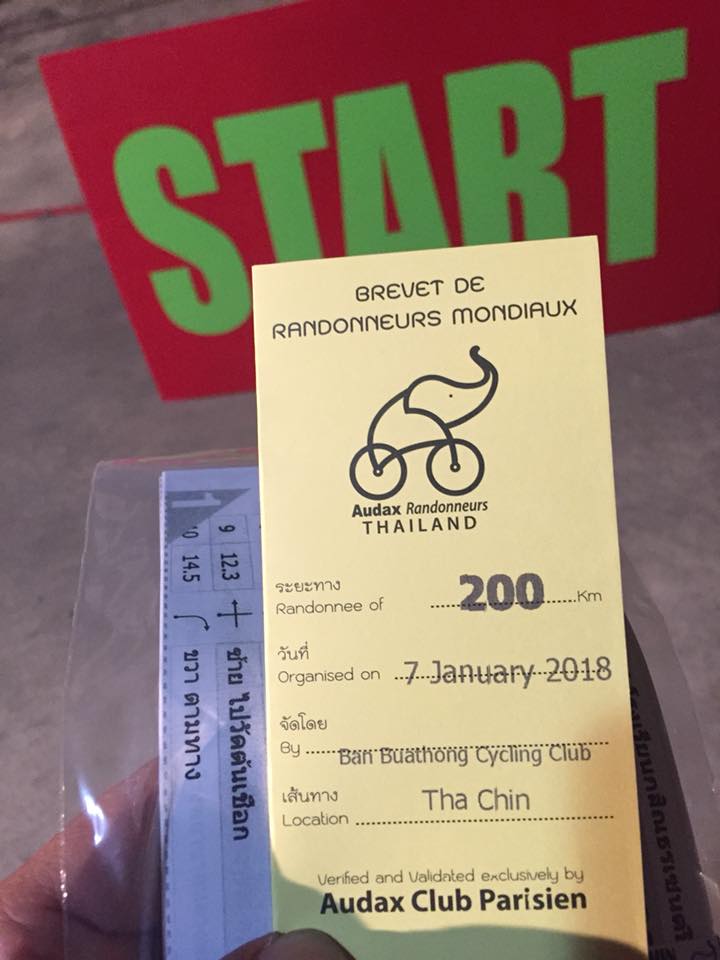 START
BREVET DE
RANDONNEURS MONDIAUX
Audax Randonneurs
THAILAND
ระยะทาง
Randonnee of 200 Km
วันที่
Organised on 7 January 2018
จัดโดย
By Ban Buathong Cycling Club
เส้นทาง
Location Tha Chin
Verified and Validated exclusively by
Audax Club Parisien
1
9 12.3 ซ้าย ไปวัดต้นเชือก
10 14.5 ขวา ตามทาง